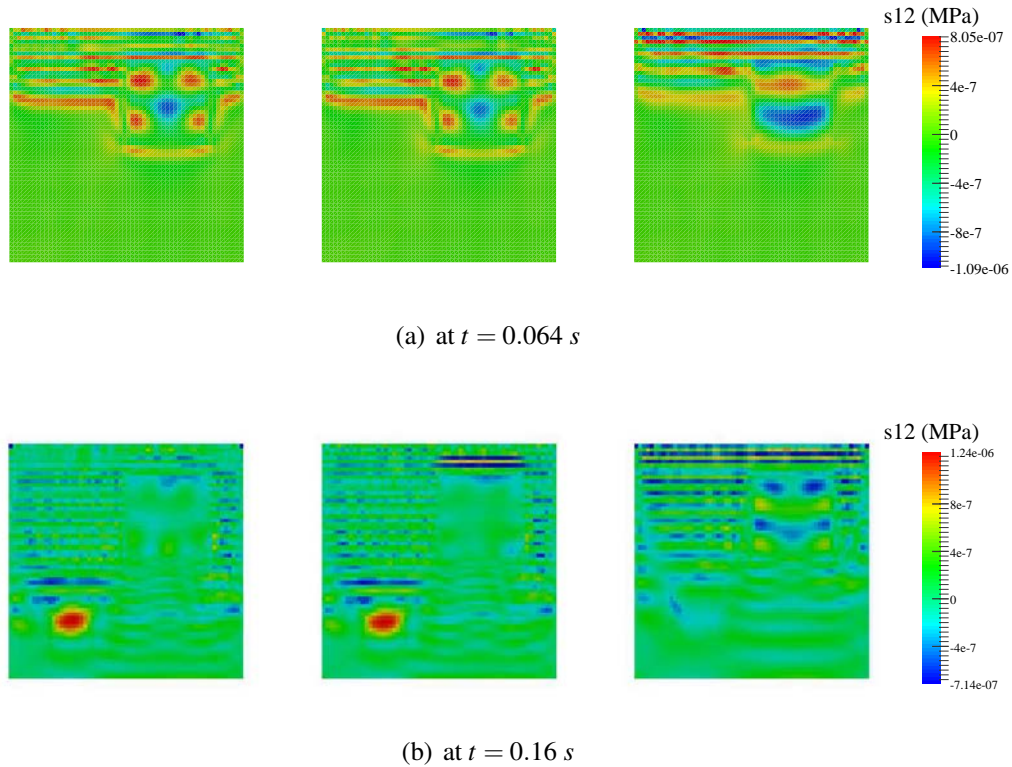 s12 (MPa)
8.05e-07
4e-7
0
-4e-7
-8e-7
-1.09e-06
(a) at t = 0.064 s
s12 (MPa)
1.24e-06
8e-7
4e-7
0
-4e-7
-7.14e-07
(b) at t = 0.16 s